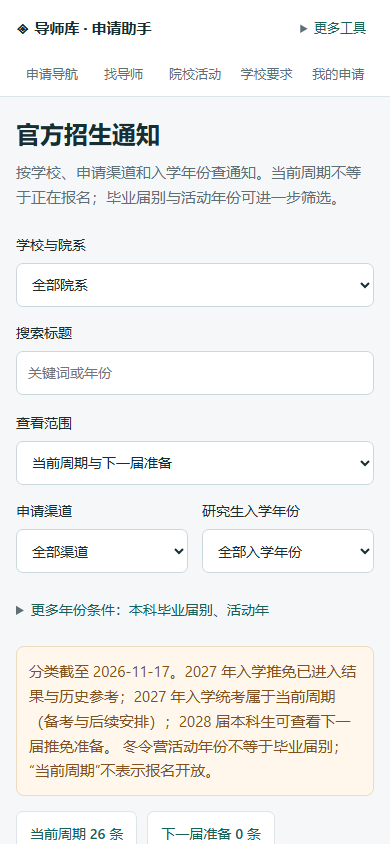 ◈ 导师库 · 申请助手
▶ 更多工具
申请导航 找导师 院校活动 学校要求 我的申请
官方招生通知
按学校、申请渠道和入学年份查通知。当前周期不等
于正在报名；毕业届别与活动年份可进一步筛选。
学校与院系
全部院系
搜索标题
关键词或年份
查看范围
当前周期与下一届准备
申请渠道 研究生入学年份
全部渠道 全部入学年份
▶ 更多年份条件：本科毕业届别、活动年
分类截至 2026-11-17。2027 年入学推免已进入结
果与历史参考；2027 年入学统考属于当前周期
（备考与后续安排）；2028 届本科生可查看下一
届推免准备。 冬令营活动年份不等于毕业届别；
“当前周期”不表示报名开放。
当前周期 26 条 下一届准备 0 条